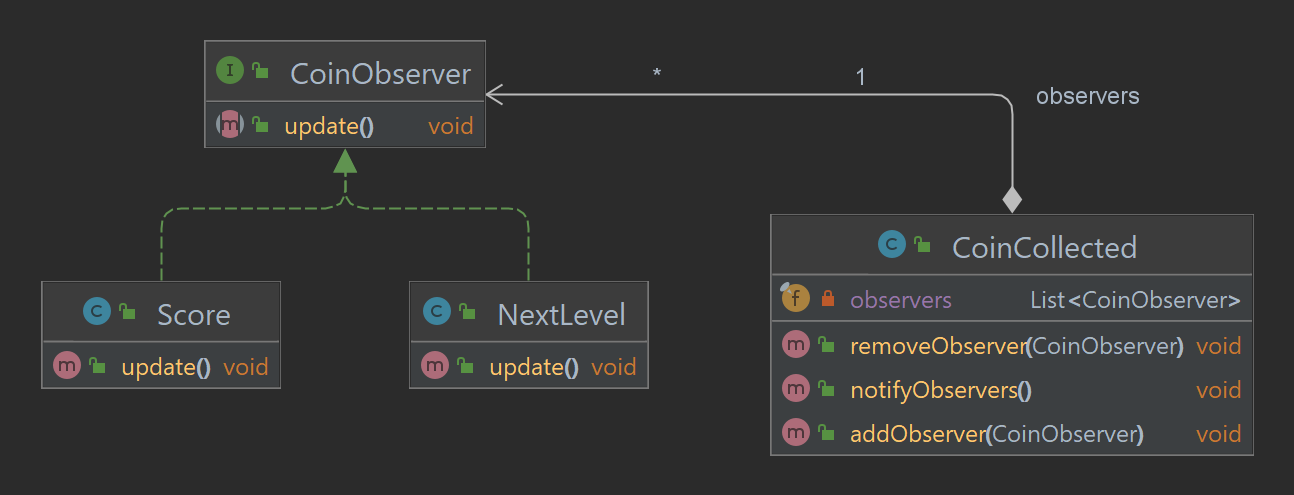 I CoinObserver
m update() void
* 1
observers
C Score
m update() void
C NextLevel
m update() void
C CoinCollected
f observers List<CoinObserver>
m removeObserver(CoinObserver) void
m notifyObservers() void
m addObserver(CoinObserver) void